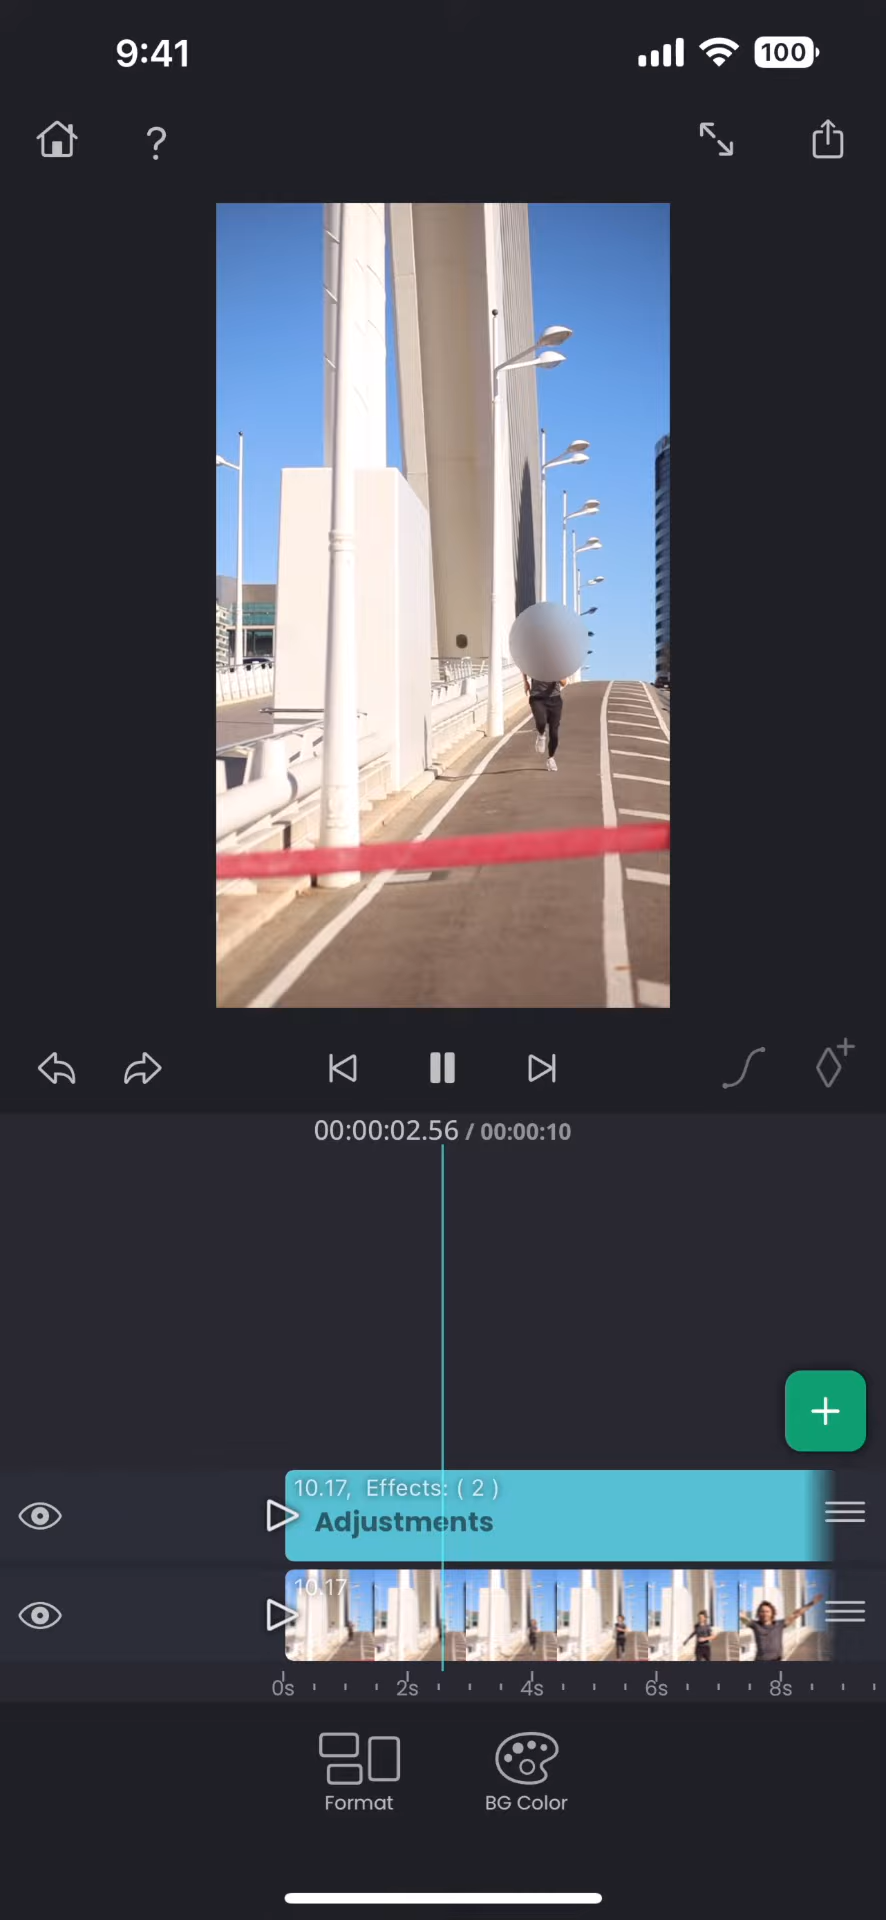 9:41
100
?
00:00:02.56 / 00:00:10
10.17, Effects: ( 2 )
Adjustments
10.17
0s 2s 4s 6s 8s
Format BG Color